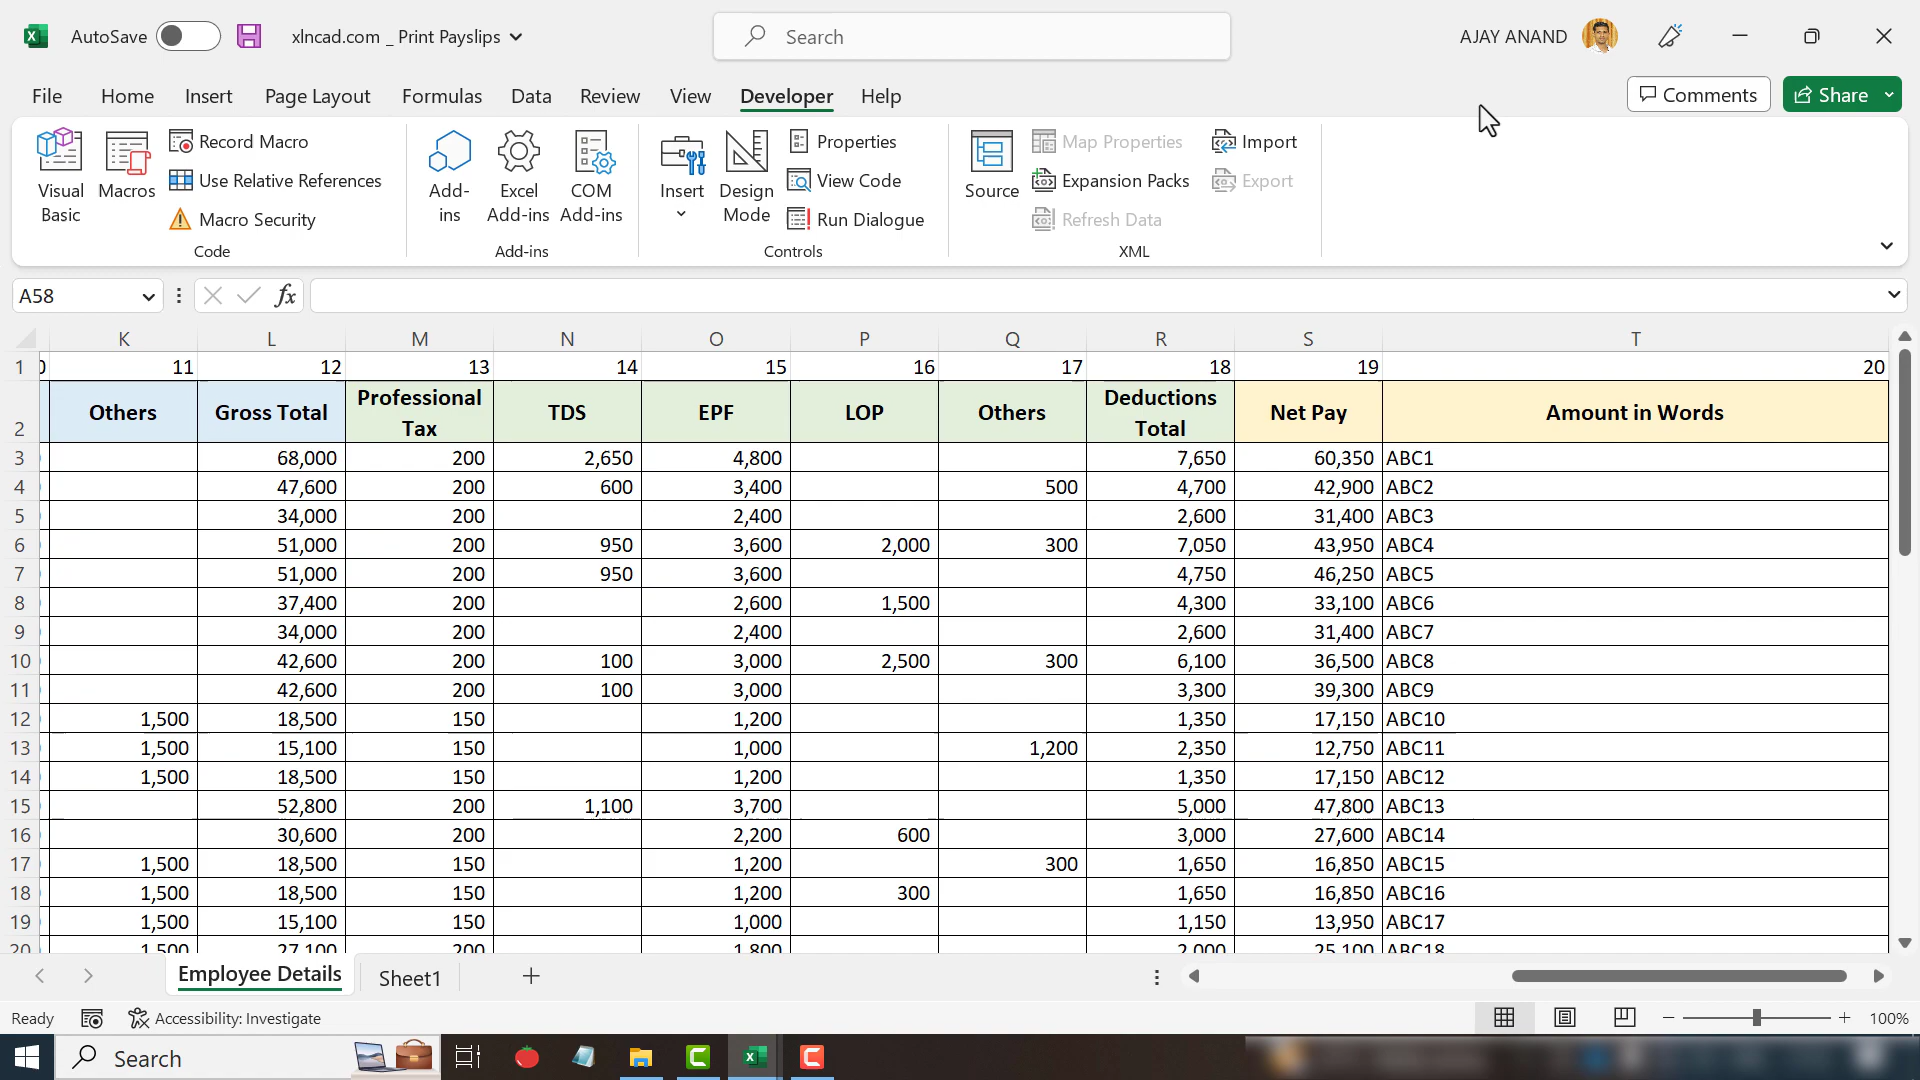 AutoSave xlncad.com _ Print Payslips Search AJAY ANAND
File Home Insert Page Layout Formulas Data Review View Developer Help Comments Share
Visual Basic Macros Record Macro Use Relative References Macro Security Code
Add-ins Excel Add-ins COM Add-ins Add-ins
Insert Design Mode Properties View Code Run Dialogue Controls
Source Map Properties Expansion Packs Refresh Data Import Export XML
A58 fx
K L M N O P Q R S T
1 0 11 12 13 14 15 16 17 18 19 20
2 Others Gross Total Professional Tax TDS EPF LOP Others Deductions Total Net Pay Amount in Words
3 68,000 200 2,650 4,800 7,650 60,350 ABC1
4 47,600 200 600 3,400 500 4,700 42,900 ABC2
5 34,000 200 2,400 2,600 31,400 ABC3
6 51,000 200 950 3,600 2,000 300 7,050 43,950 ABC4
7 51,000 200 950 3,600 4,750 46,250 ABC5
8 37,400 200 2,600 1,500 4,300 33,100 ABC6
9 34,000 200 2,400 2,600 31,400 ABC7
10 42,600 200 100 3,000 2,500 300 6,100 36,500 ABC8
11 42,600 200 100 3,000 3,300 39,300 ABC9
12 1,500 18,500 150 1,200 1,350 17,150 ABC10
13 1,500 15,100 150 1,000 1,200 2,350 12,750 ABC11
14 1,500 18,500 150 1,200 1,350 17,150 ABC12
15 52,800 200 1,100 3,700 5,000 47,800 ABC13
16 30,600 200 2,200 600 3,000 27,600 ABC14
17 1,500 18,500 150 1,200 300 1,650 16,850 ABC15
18 1,500 18,500 150 1,200 300 1,650 16,850 ABC16
19 1,500 15,100 150 1,000 1,150 13,950 ABC17
20 1,500 27,100 200 1,800 2,000 25,100 ABC18
Employee Details Sheet1
Ready Accessibility: Investigate 100%
Search